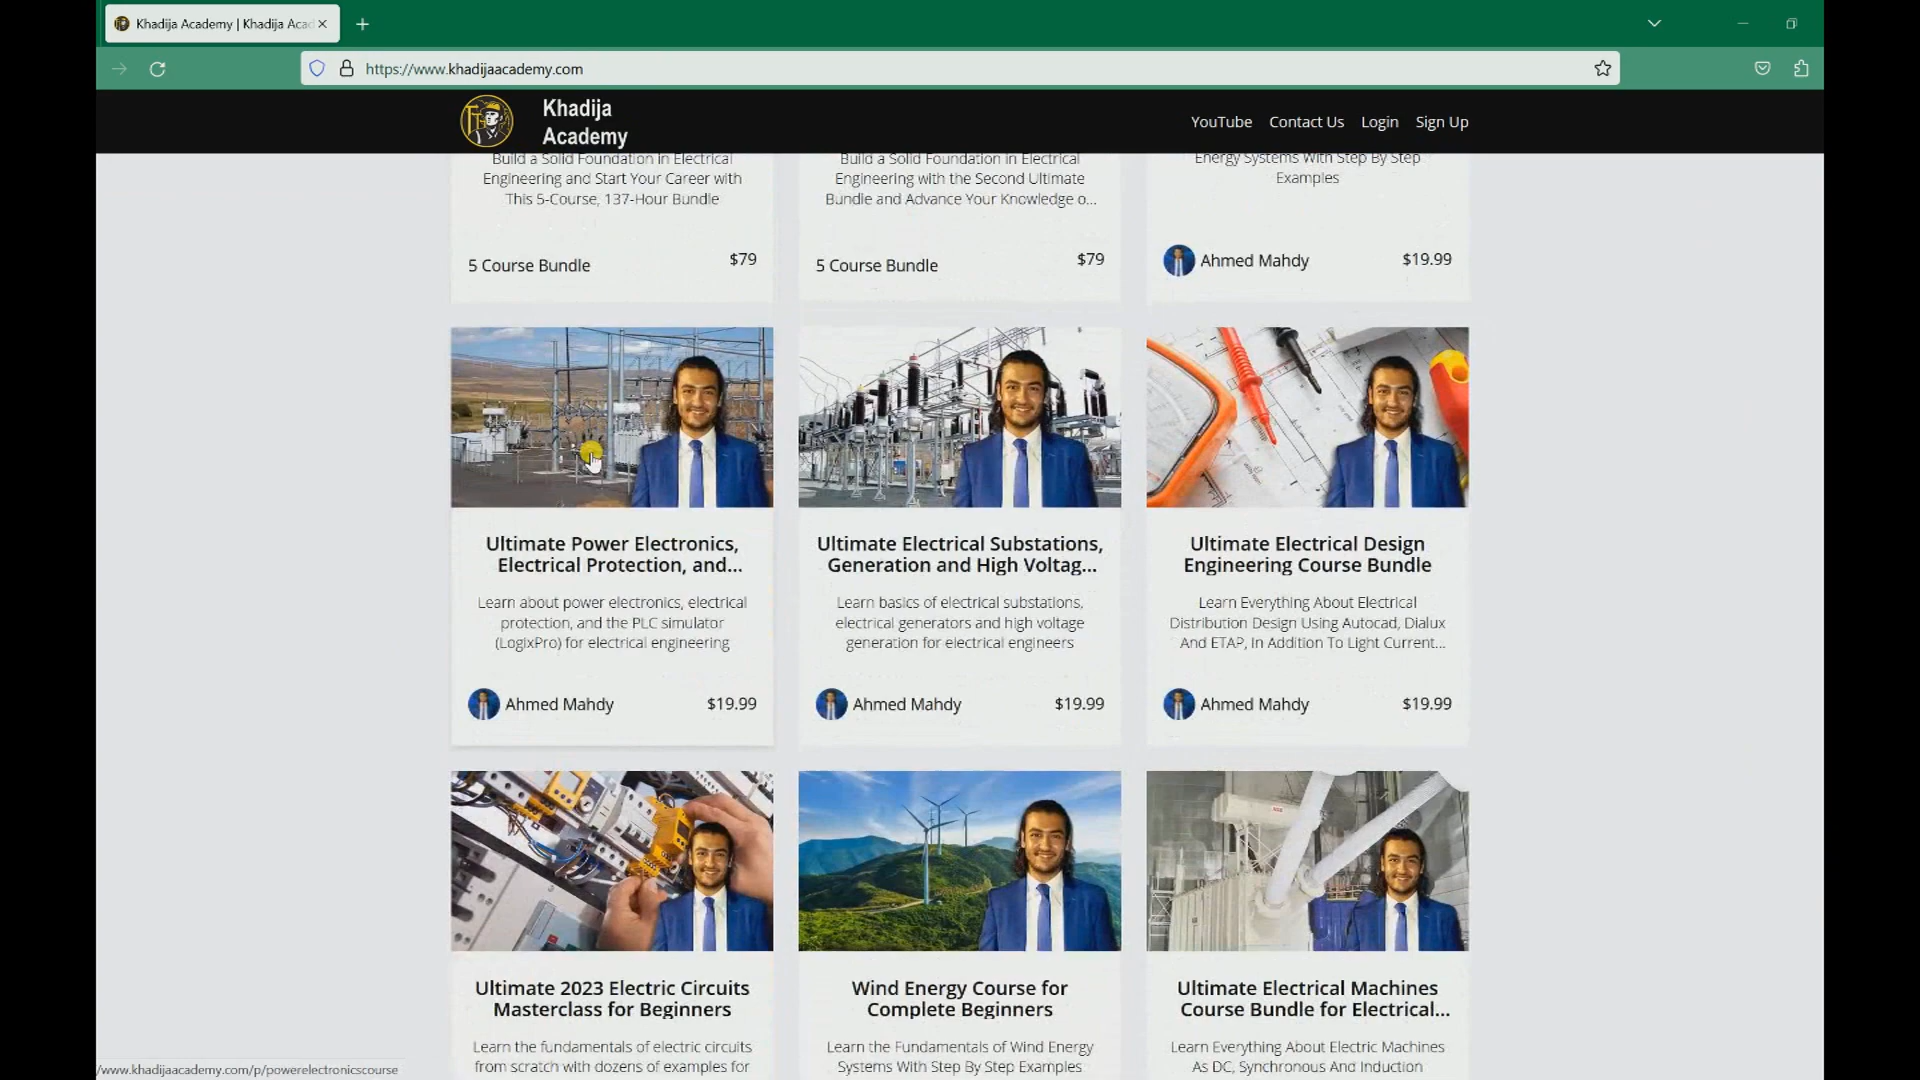 Khadija Academy | Khadija Acad
https://www.khadijaacademy.com
Khadija
Academy
YouTube
Contact Us
Login
Sign Up
Build a Solid Foundation in Electrical
Engineering and Start Your Career with
This 5-Course, 137-Hour Bundle
5 Course Bundle
$79
Build a Solid Foundation in Electrical
Engineering with the Second Ultimate
Bundle and Advance Your Knowledge o...
5 Course Bundle
$79
Energy Systems With Step By Step
Examples
Ahmed Mahdy
$19.99
Ultimate Power Electronics,
Electrical Protection, and...
Learn about power electronics, electrical
protection, and the PLC simulator
(LogixPro) for electrical engineering
Ahmed Mahdy
$19.99
Ultimate Electrical Substations,
Generation and High Voltag...
Learn basics of electrical substations,
electrical generators and high voltage
generation for electrical engineers
Ahmed Mahdy
$19.99
Ultimate Electrical Design
Engineering Course Bundle
Learn Everything About Electrical
Distribution Design Using Autocad, Dialux
And ETAP, In Addition To Light Current...
Ahmed Mahdy
$19.99
Ultimate 2023 Electric Circuits
Masterclass for Beginners
Learn the fundamentals of electric circuits
from scratch with dozens of examples for
Wind Energy Course for
Complete Beginners
Learn the Fundamentals of Wind Energy
Systems With Step By Step Examples
Ultimate Electrical Machines
Course Bundle for Electrical...
Learn Everything About Electric Machines
As DC, Synchronous And Induction
/www.khadijaacademy.com/p/powerelectronicscourse